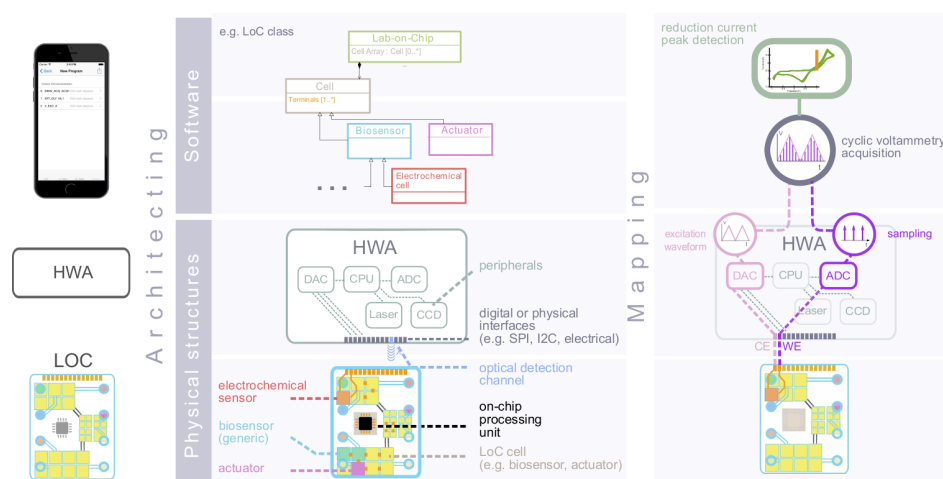 HWA
LOC
Architecting
Software
Physical structures
e.g. LoC class
Lab-on-Chip
Cell Array : Cell [0..*]
Cell
Terminals [1...*]
Biosensor
Actuator
Electrochemical
cell
HWA
DAC
CPU
ADC
Laser
CCD
peripherals
digital or physical
interfaces
(e.g. SPI, I2C, electrical)
optical detection
channel
electrochemical
sensor
biosensor
(generic)
actuator
on-chip
processing
unit
LoC cell
(e.g. biosensor, actuator)
Mapping
reduction current
peak detection
V
t
cyclic voltammetry
acquisition
excitation
waveform
V
t
HWA
t
sampling
DAC
CPU
ADC
Laser
CCD
CE
WE